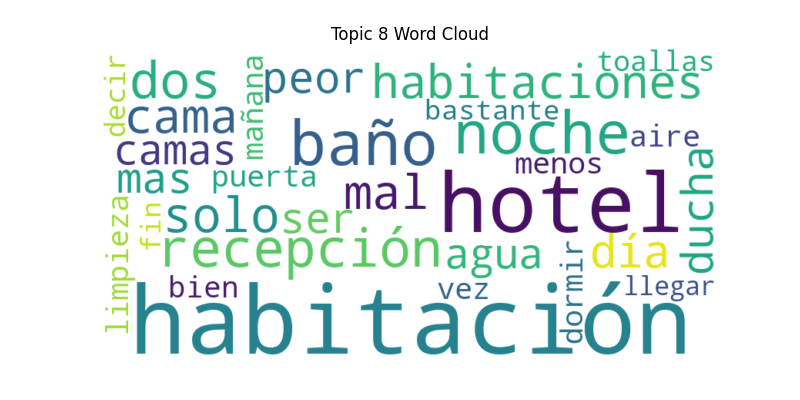 Topic 8 Word Cloud
decir
dos
mañana
peor
habitaciones
toallas
cama
bastante
camas
baño
noche
aire
mas
puerta
mal
menos
hotel
ducha
limpieza
fin
solo
ser
recepción
agua
día
bien
vez
dormir
llegar
habitación